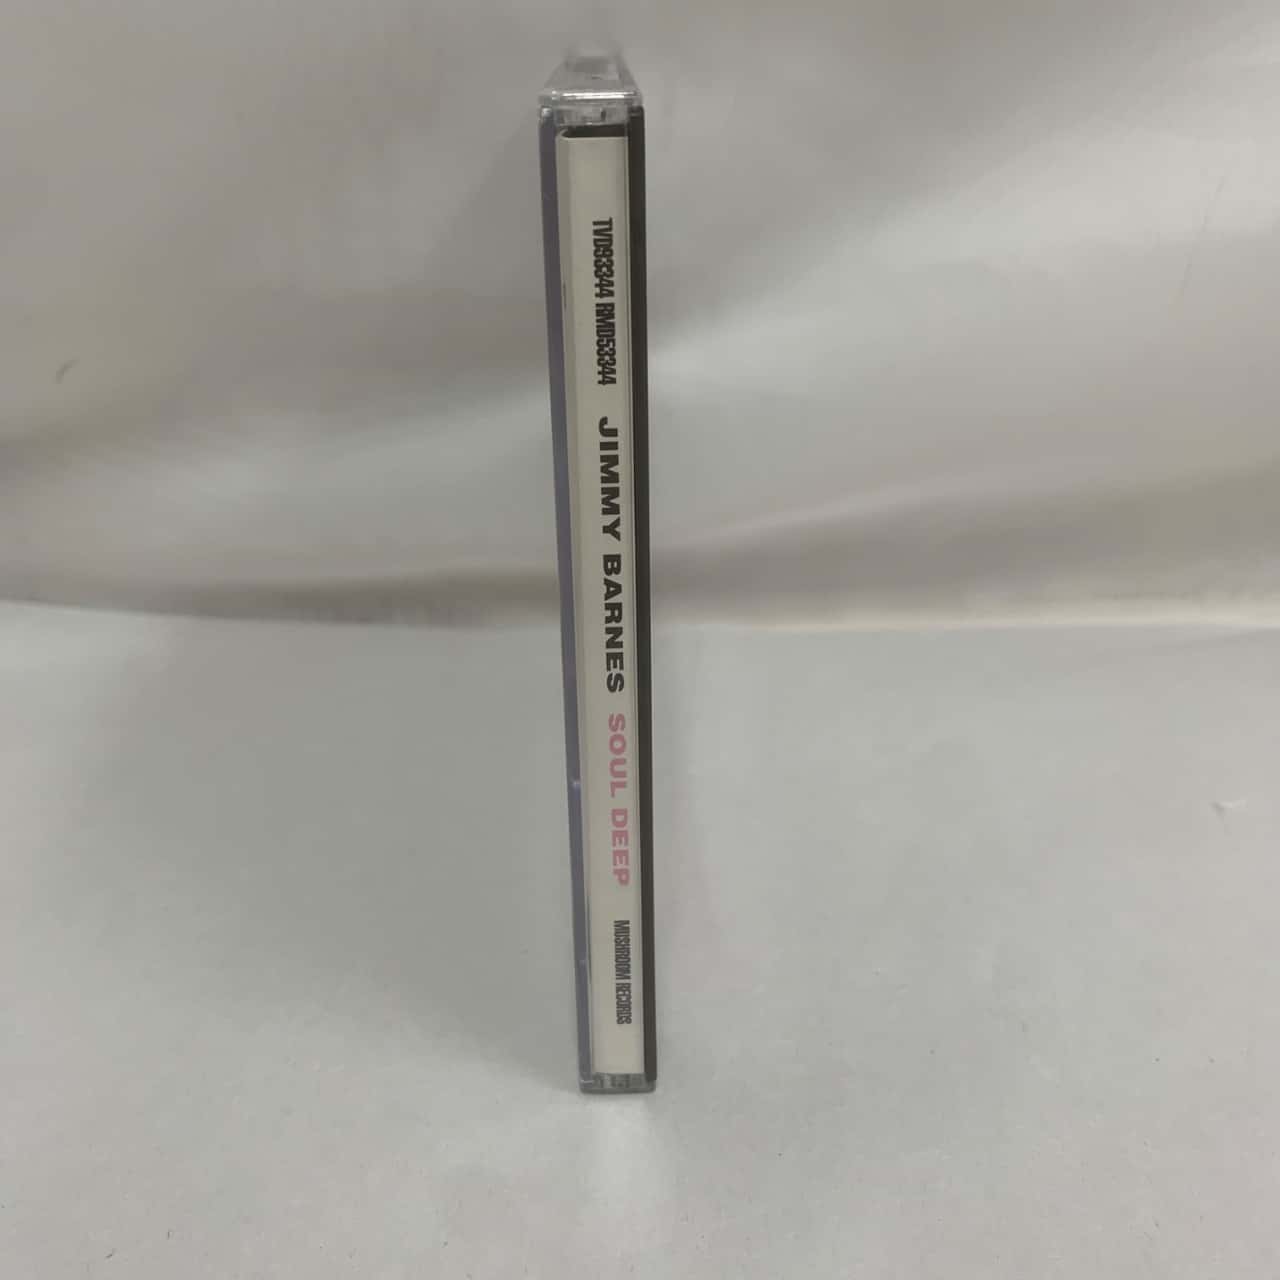 TVD93344 RMD53344 JIMMY BARNES SOUL DEEP MUSHROOM RECORDS